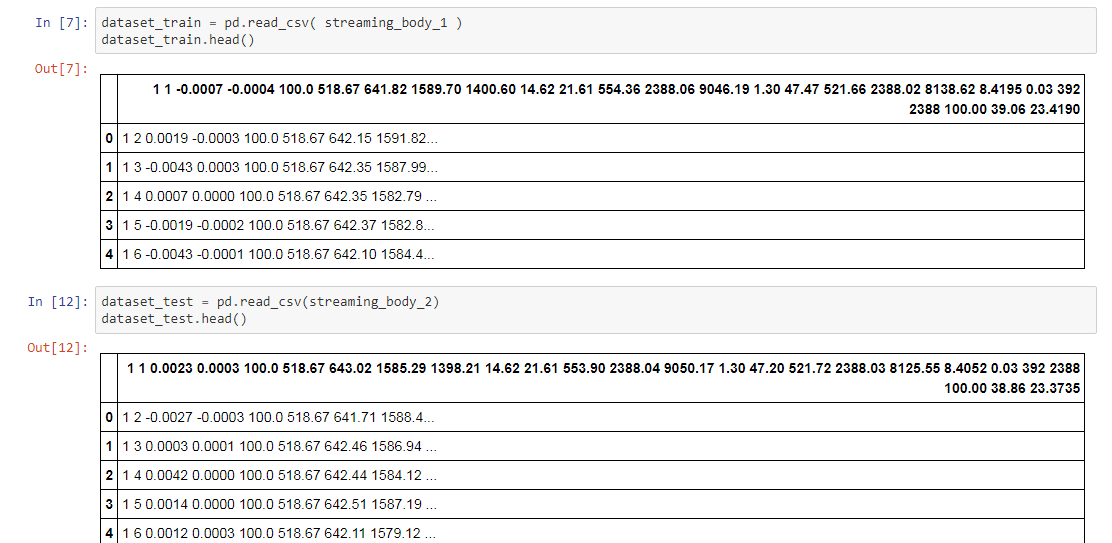 In [7]: dataset_train = pd.read_csv( streaming_body_1 )
dataset_train.head()
Out[7]:
1 1 -0.0007 -0.0004 100.0 518.67 641.82 1589.70 1400.60 14.62 21.61 554.36 2388.06 9046.19 1.30 47.47 521.66 2388.02 8138.62 8.4195 0.03 392
2388 100.00 39.06 23.4190
0 1 2 0.0019 -0.0003 100.0 518.67 642.15 1591.82...
1 1 3 -0.0043 0.0003 100.0 518.67 642.35 1587.99...
2 1 4 0.0007 0.0000 100.0 518.67 642.35 1582.79 ...
3 1 5 -0.0019 -0.0002 100.0 518.67 642.37 1582.8...
4 1 6 -0.0043 -0.0001 100.0 518.67 642.10 1584.4...
In [12]: dataset_test = pd.read_csv(streaming_body_2)
dataset_test.head()
Out[12]:
1 1 0.0023 0.0003 100.0 518.67 643.02 1585.29 1398.21 14.62 21.61 553.90 2388.04 9050.17 1.30 47.20 521.72 2388.03 8125.55 8.4052 0.03 392 2388
100.00 38.86 23.3735
0 1 2 -0.0027 -0.0003 100.0 518.67 641.71 1588.4...
1 1 3 0.0003 0.0001 100.0 518.67 642.46 1586.94 ...
2 1 4 0.0042 0.0000 100.0 518.67 642.44 1584.12 ...
3 1 5 0.0014 0.0000 100.0 518.67 642.51 1587.19 ...
4 1 6 0.0012 0.0003 100.0 518.67 642.11 1579.12 ...